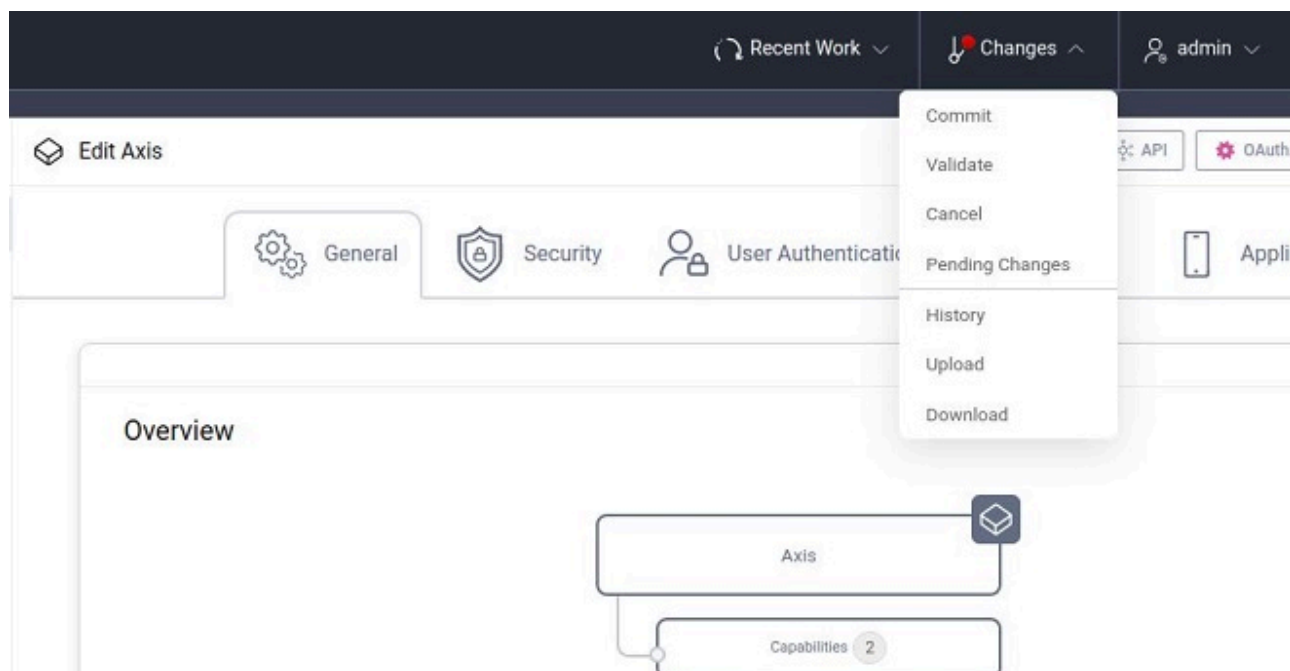 Recent Work
Changes
admin
Commit
Edit Axis
API
OAuth
Validate
Cancel
General
Security
User Authenticatio
Pending Changes
Appli
History
Upload
Download
Overview
Axis
Capabilities 2